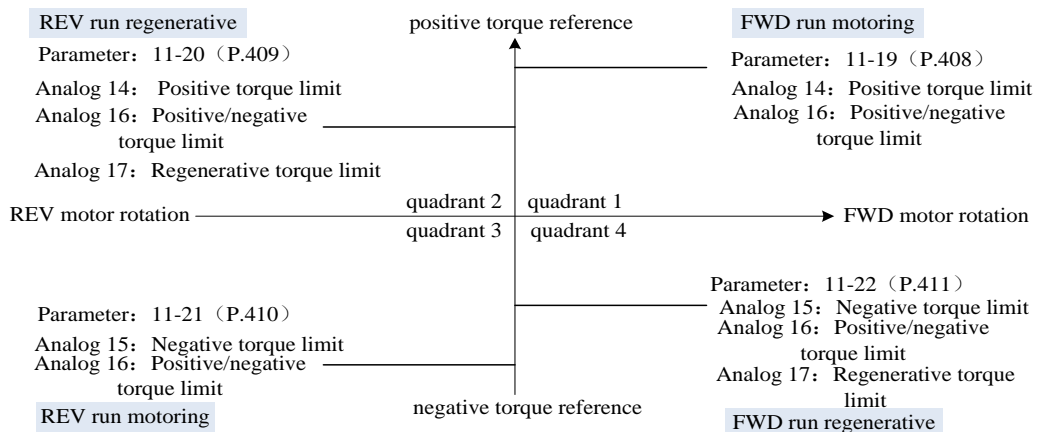 REV run regenerative
Parameter：11-20（P.409）
Analog 14： Positive torque limit
Analog 16：Positive/negative
torque limit
Analog 17：Regenerative torque limit
positive torque reference
FWD run motoring
Parameter：11-19（P.408）
Analog 14：Positive torque limit
Analog 16：Positive/negative
torque limit
quadrant 2
quadrant 1
REV motor rotation
FWD motor rotation
quadrant 3
quadrant 4
Parameter：11-21（P.410）
Analog 15：Negative torque limit
Analog 16：Positive/negative
torque limit
REV run motoring
negative torque reference
Parameter：11-22（P.411）
Analog 15：Negative torque limit
Analog 16：Positive/negative
torque limit
Analog 17：Regenerative torque
limit
FWD run regenerative